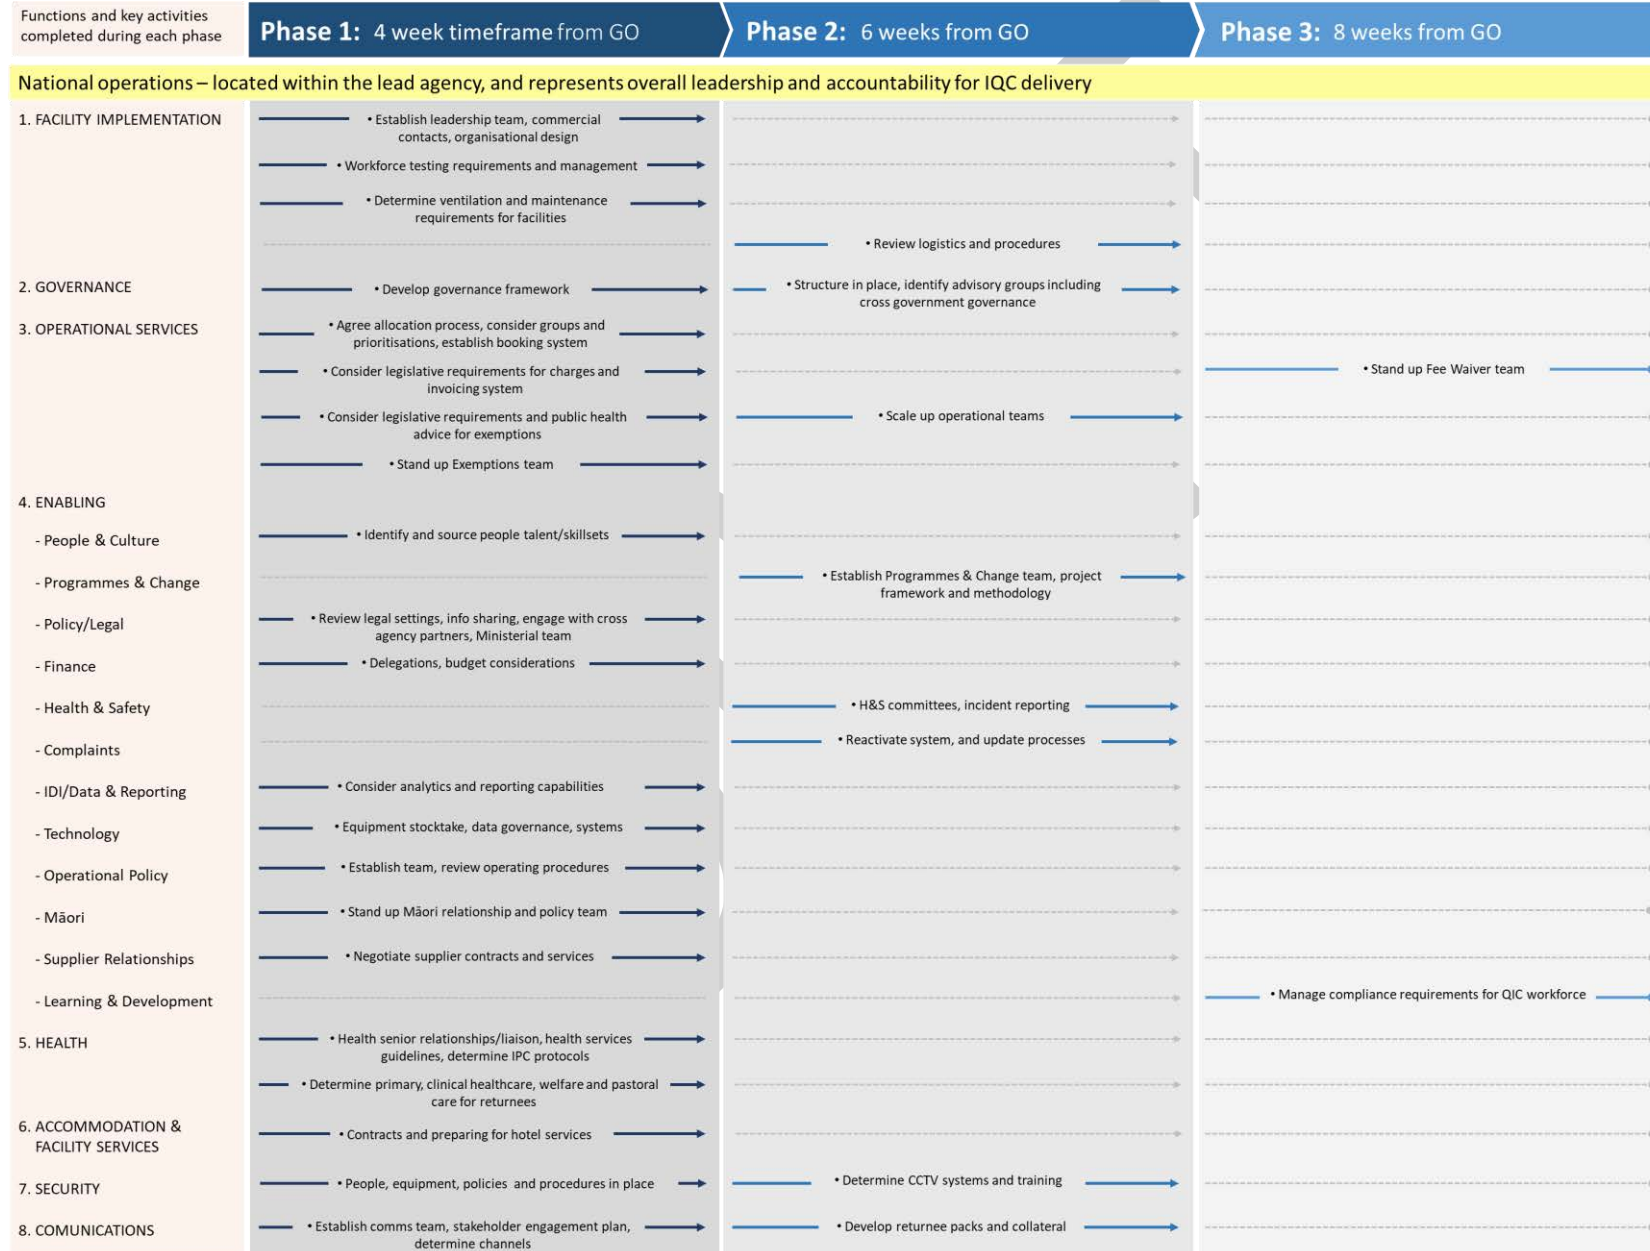 Functions and key activities
completed during each phase
Phase 1: 4 week timeframe from GO
Phase 2: 6 weeks from GO
Phase 3: 8 weeks from GO
National operations – located within the lead agency, and represents overall leadership and accountability for IQC delivery
1. FACILITY IMPLEMENTATION
• Establish leadership team, commercial
contacts, organisational design
• Workforce testing requirements and management
• Determine ventilation and maintenance
requirements for facilities
• Review logistics and procedures
2. GOVERNANCE
• Develop governance framework
• Structure in place, identify advisory groups including
cross government governance
3. OPERATIONAL SERVICES
• Agree allocation process, consider groups and
prioritisations, establish booking system
• Consider legislative requirements for charges and
invoicing system
• Stand up Fee Waiver team
• Consider legislative requirements and public health
advice for exemptions
• Scale up operational teams
• Stand up Exemptions team
4. ENABLING
- People & Culture
• Identify and source people talent/skillsets
- Programmes & Change
• Establish Programmes & Change team, project
framework and methodology
- Policy/Legal
• Review legal settings, info sharing, engage with cross
agency partners, Ministerial team
- Finance
• Delegations, budget considerations
- Health & Safety
• H&S committees, incident reporting
- Complaints
• Reactivate system, and update processes
- IDI/Data & Reporting
• Consider analytics and reporting capabilities
- Technology
• Equipment stocktake, data governance, systems
- Operational Policy
• Establish team, review operating procedures
- Māori
• Stand up Māori relationship and policy team
- Supplier Relationships
• Negotiate supplier contracts and services
- Learning & Development
• Manage compliance requirements for QIC workforce
5. HEALTH
• Health senior relationships/liaison, health services
guidelines, determine IPC protocols
• Determine primary, clinical healthcare, welfare and pastoral
care for returnees
6. ACCOMMODATION &
FACILITY SERVICES
• Contracts and preparing for hotel services
7. SECURITY
• People, equipment, policies and procedures in place
• Determine CCTV systems and training
8. COMUNICATIONS
• Establish comms team, stakeholder engagement plan,
determine channels
• Develop returnee packs and collateral